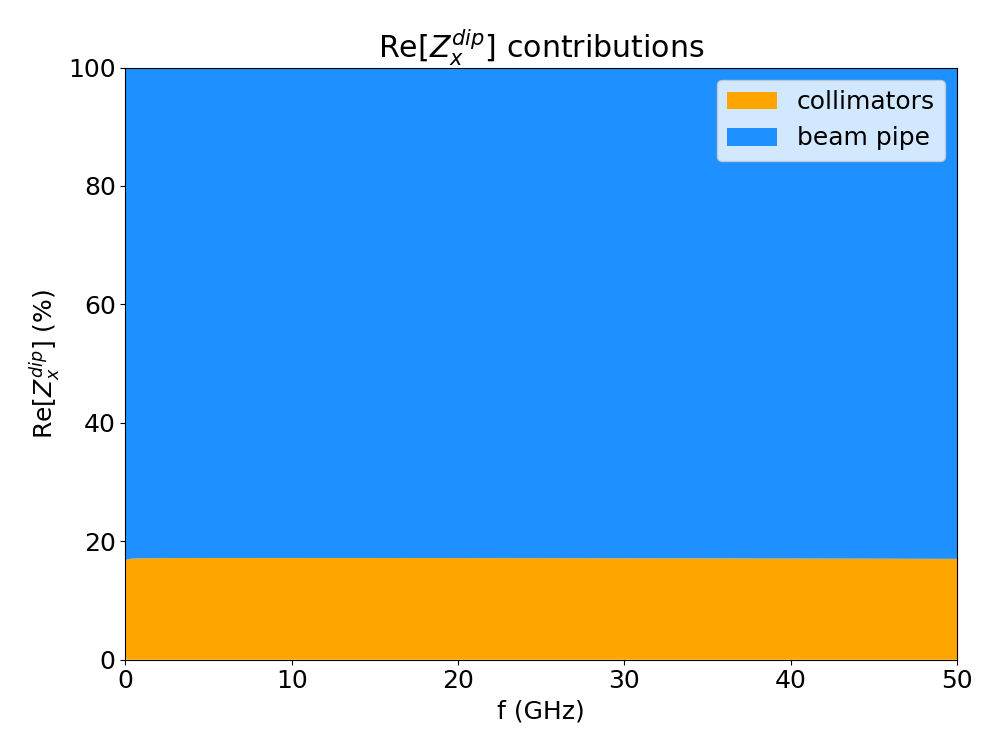 Re[$Z_x^{dip}$] contributions
100
80
60
40
20
0
Re[$Z_x^{dip}$] (%)
collimators
beam pipe
0 10 20 30 40 50
f (GHz)